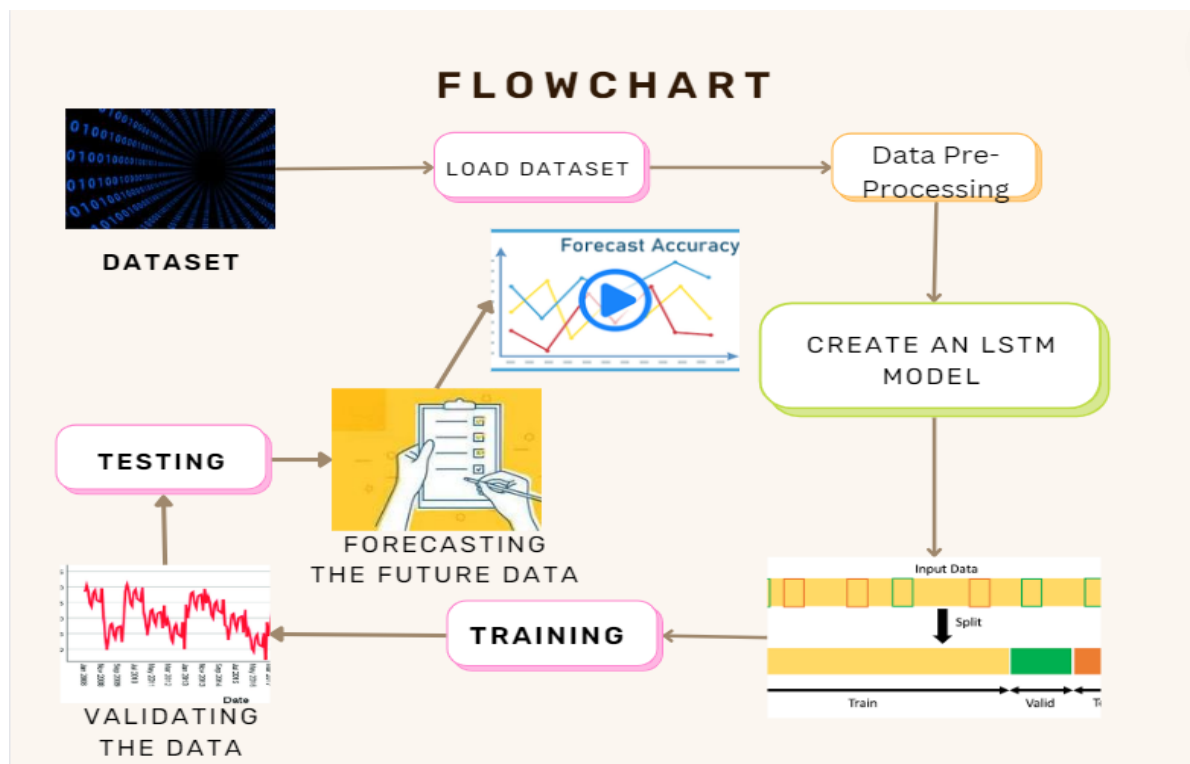 FLOWCHART
LOAD DATASET
Data Pre-
Processing
DATASET
Forecast Accuracy
CREATE AN LSTM
MODEL
TESTING
FORECASTING
THE FUTURE DATA
Input Data
Split
Train
Valid
TRAINING
Date
VALIDATING
THE DATA